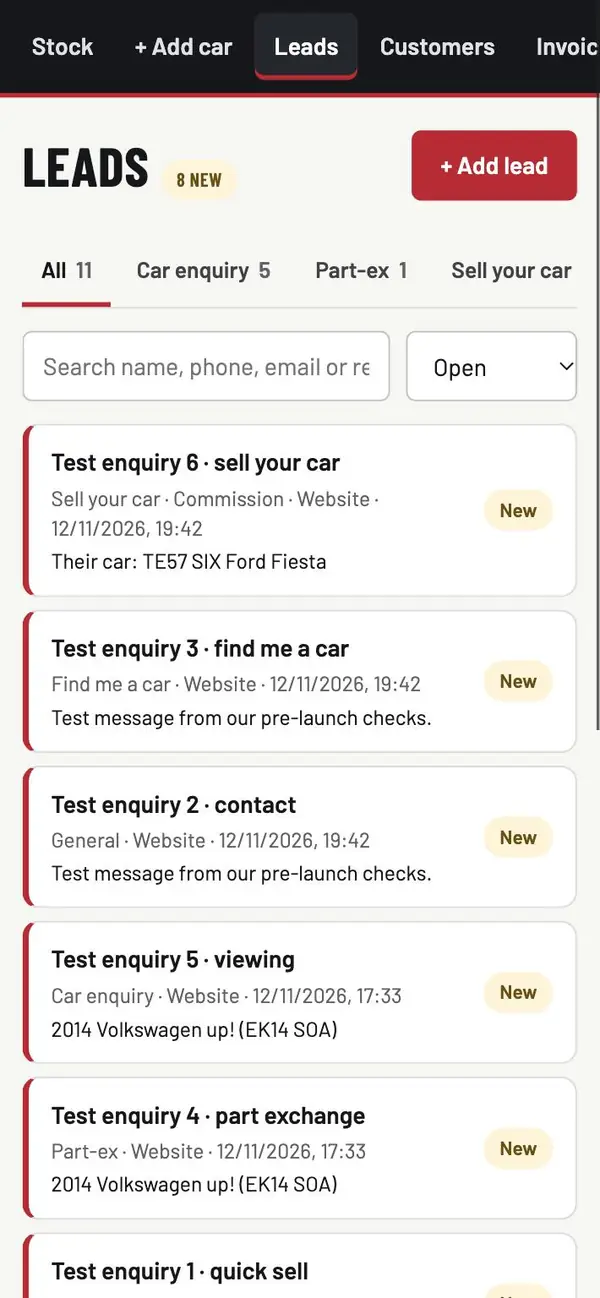 Stock + Add car Leads Customers Invoic
LEADS 8 NEW + Add lead
All 11 Car enquiry 5 Part-ex 1 Sell your car
Search name, phone, email or re Open
Test enquiry 6 · sell your car
Sell your car · Commission · Website ·
12/11/2026, 19:42
New
Their car: TE57 SIX Ford Fiesta
Test enquiry 3 · find me a car
Find me a car · Website · 12/11/2026, 19:42
New
Test message from our pre-launch checks.
Test enquiry 2 · contact
General · Website · 12/11/2026, 19:42
New
Test message from our pre-launch checks.
Test enquiry 5 · viewing
Car enquiry · Website · 12/11/2026, 17:33
New
2014 Volkswagen up! (EK14 SOA)
Test enquiry 4 · part exchange
Part-ex · Website · 12/11/2026, 17:33
New
2014 Volkswagen up! (EK14 SOA)
Test enquiry 1 · quick sell